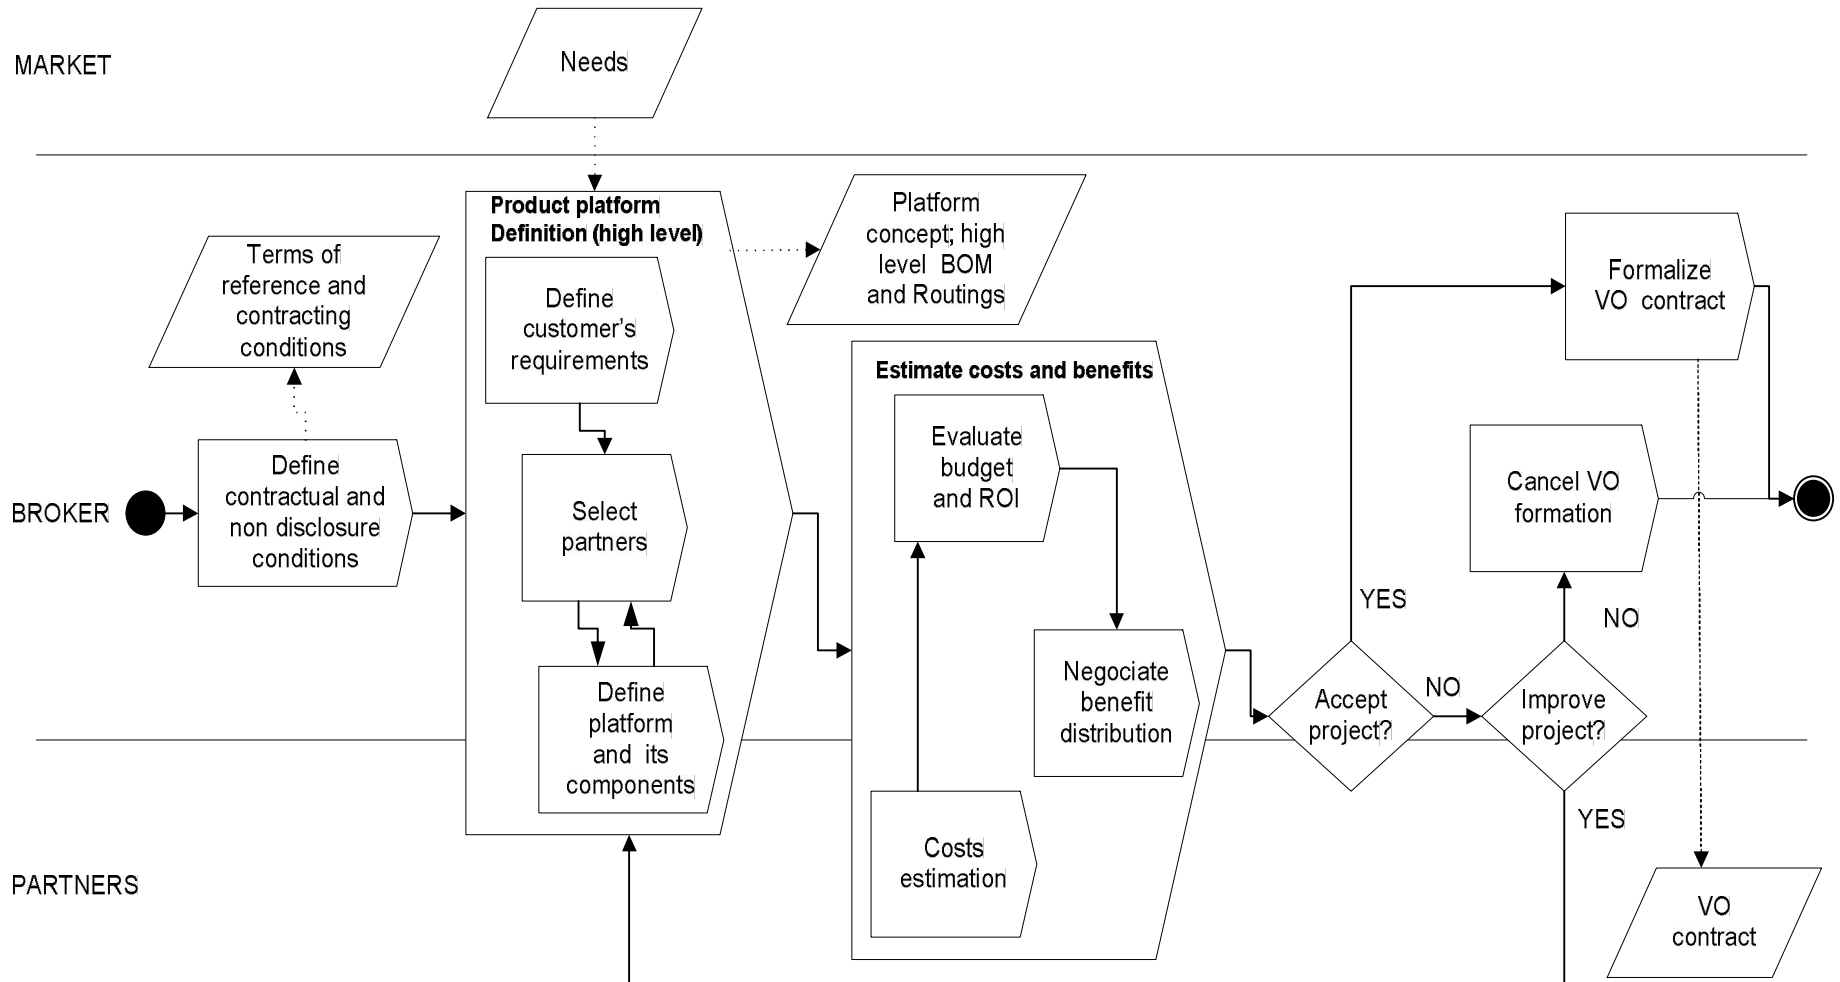 MARKET
Needs
Product platform
Definition (high level)
Platform
concept; high
level BOM
and Routings
Terms of
reference and
contracting
conditions
Define
customer's
requirements
Formalize
VO contract
Estimate costs and benefits
Evaluate
budget
and ROI
BROKER
Define
contractual and
non disclosure
conditions
Select
partners
Cancel VO
formation
YES
NO
Define
platform
and its
components
Negociate
benefit
distribution
Accept
project?
NO
Improve
project?
YES
PARTNERS
Costs
estimation
VO
contract